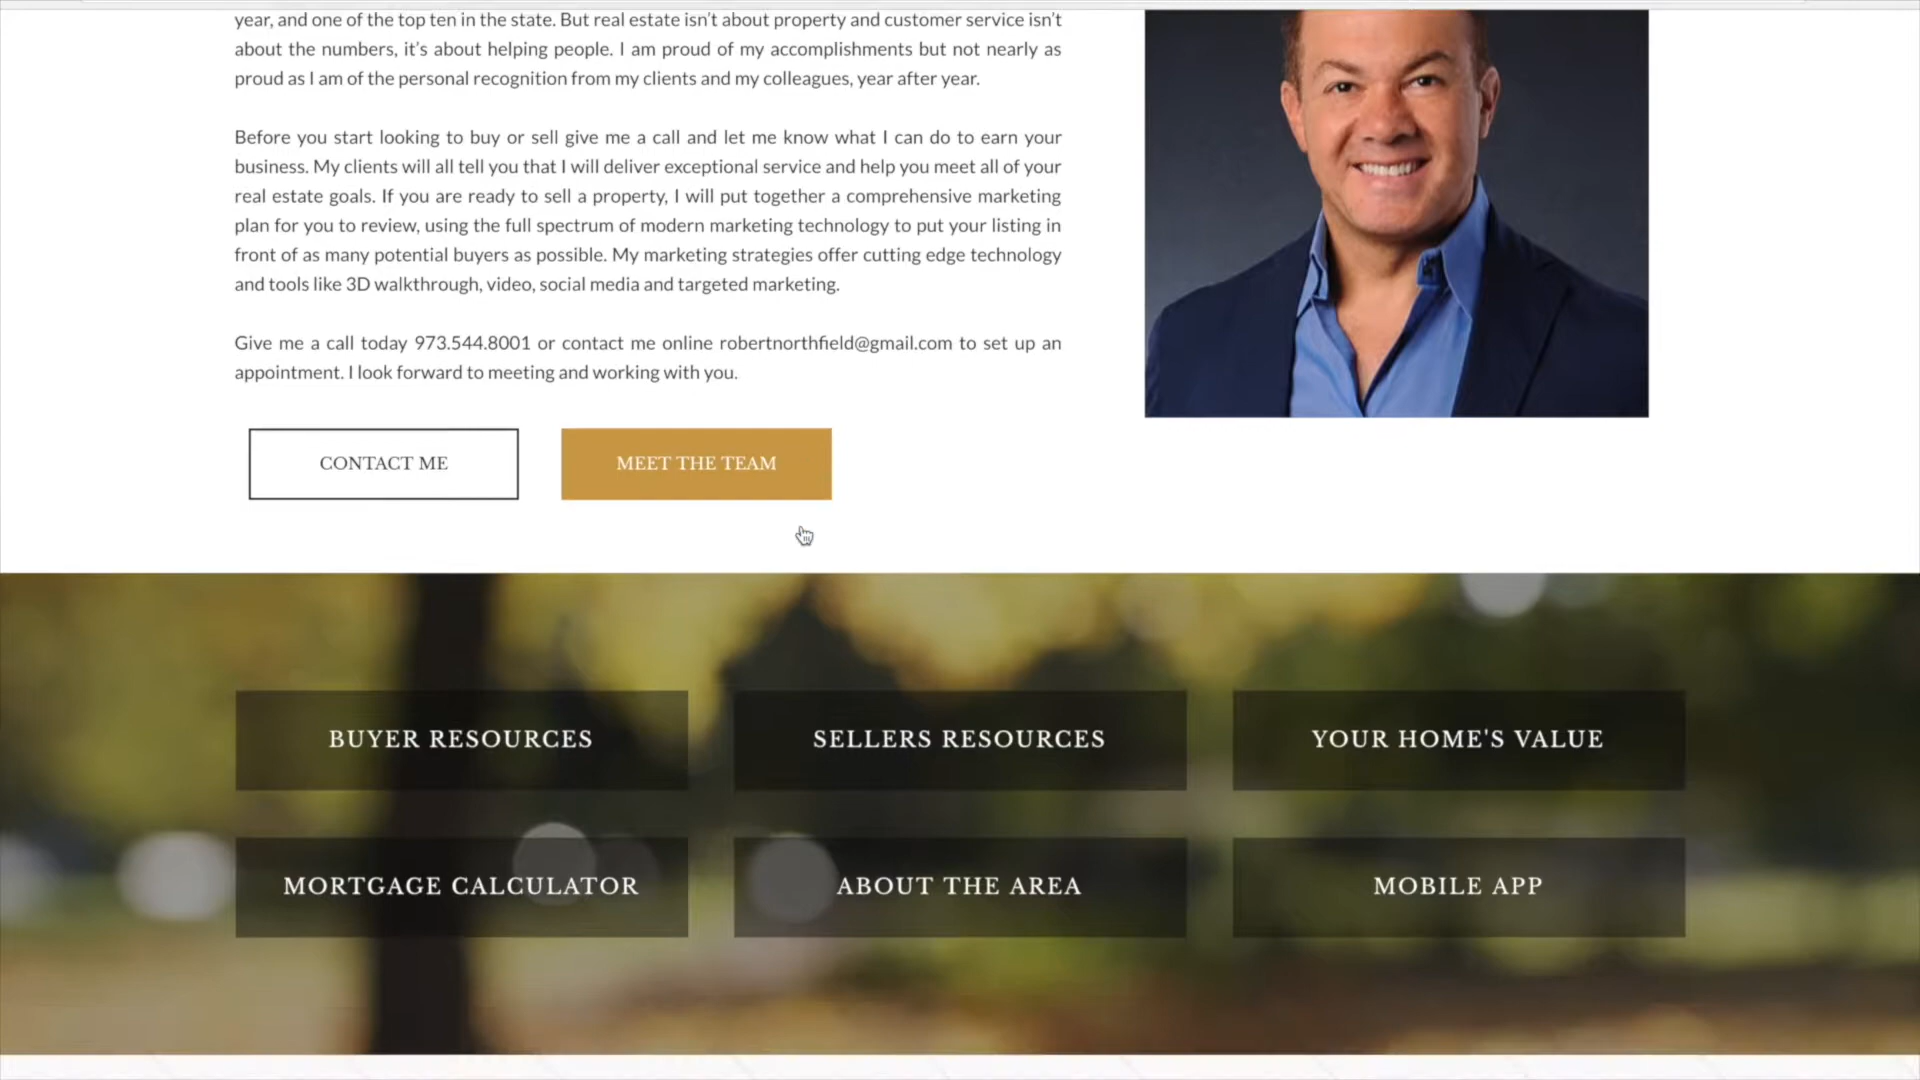 year, and one of the top ten in the state. But real estate isn't about property and customer service isn't
about the numbers, it's about helping people. I am proud of my accomplishments but not nearly as
proud as I am of the personal recognition from my clients and my colleagues, year after year.
Before you start looking to buy or sell give me a call and let me know what I can do to earn your
business. My clients will all tell you that I will deliver exceptional service and help you meet all of your
real estate goals. If you are ready to sell a property, I will put together a comprehensive marketing
plan for you to review, using the full spectrum of modern marketing technology to put your listing in
front of as many potential buyers as possible. My marketing strategies offer cutting edge technology
and tools like 3D walkthrough, video, social media and targeted marketing.
Give me a call today 973.544.8001 or contact me online robertnorthfield@gmail.com to set up an
appointment. I look forward to meeting and working with you.
CONTACT ME
MEET THE TEAM
BUYER RESOURCES
SELLERS RESOURCES
YOUR HOME'S VALUE
MORTGAGE CALCULATOR
ABOUT THE AREA
MOBILE APP